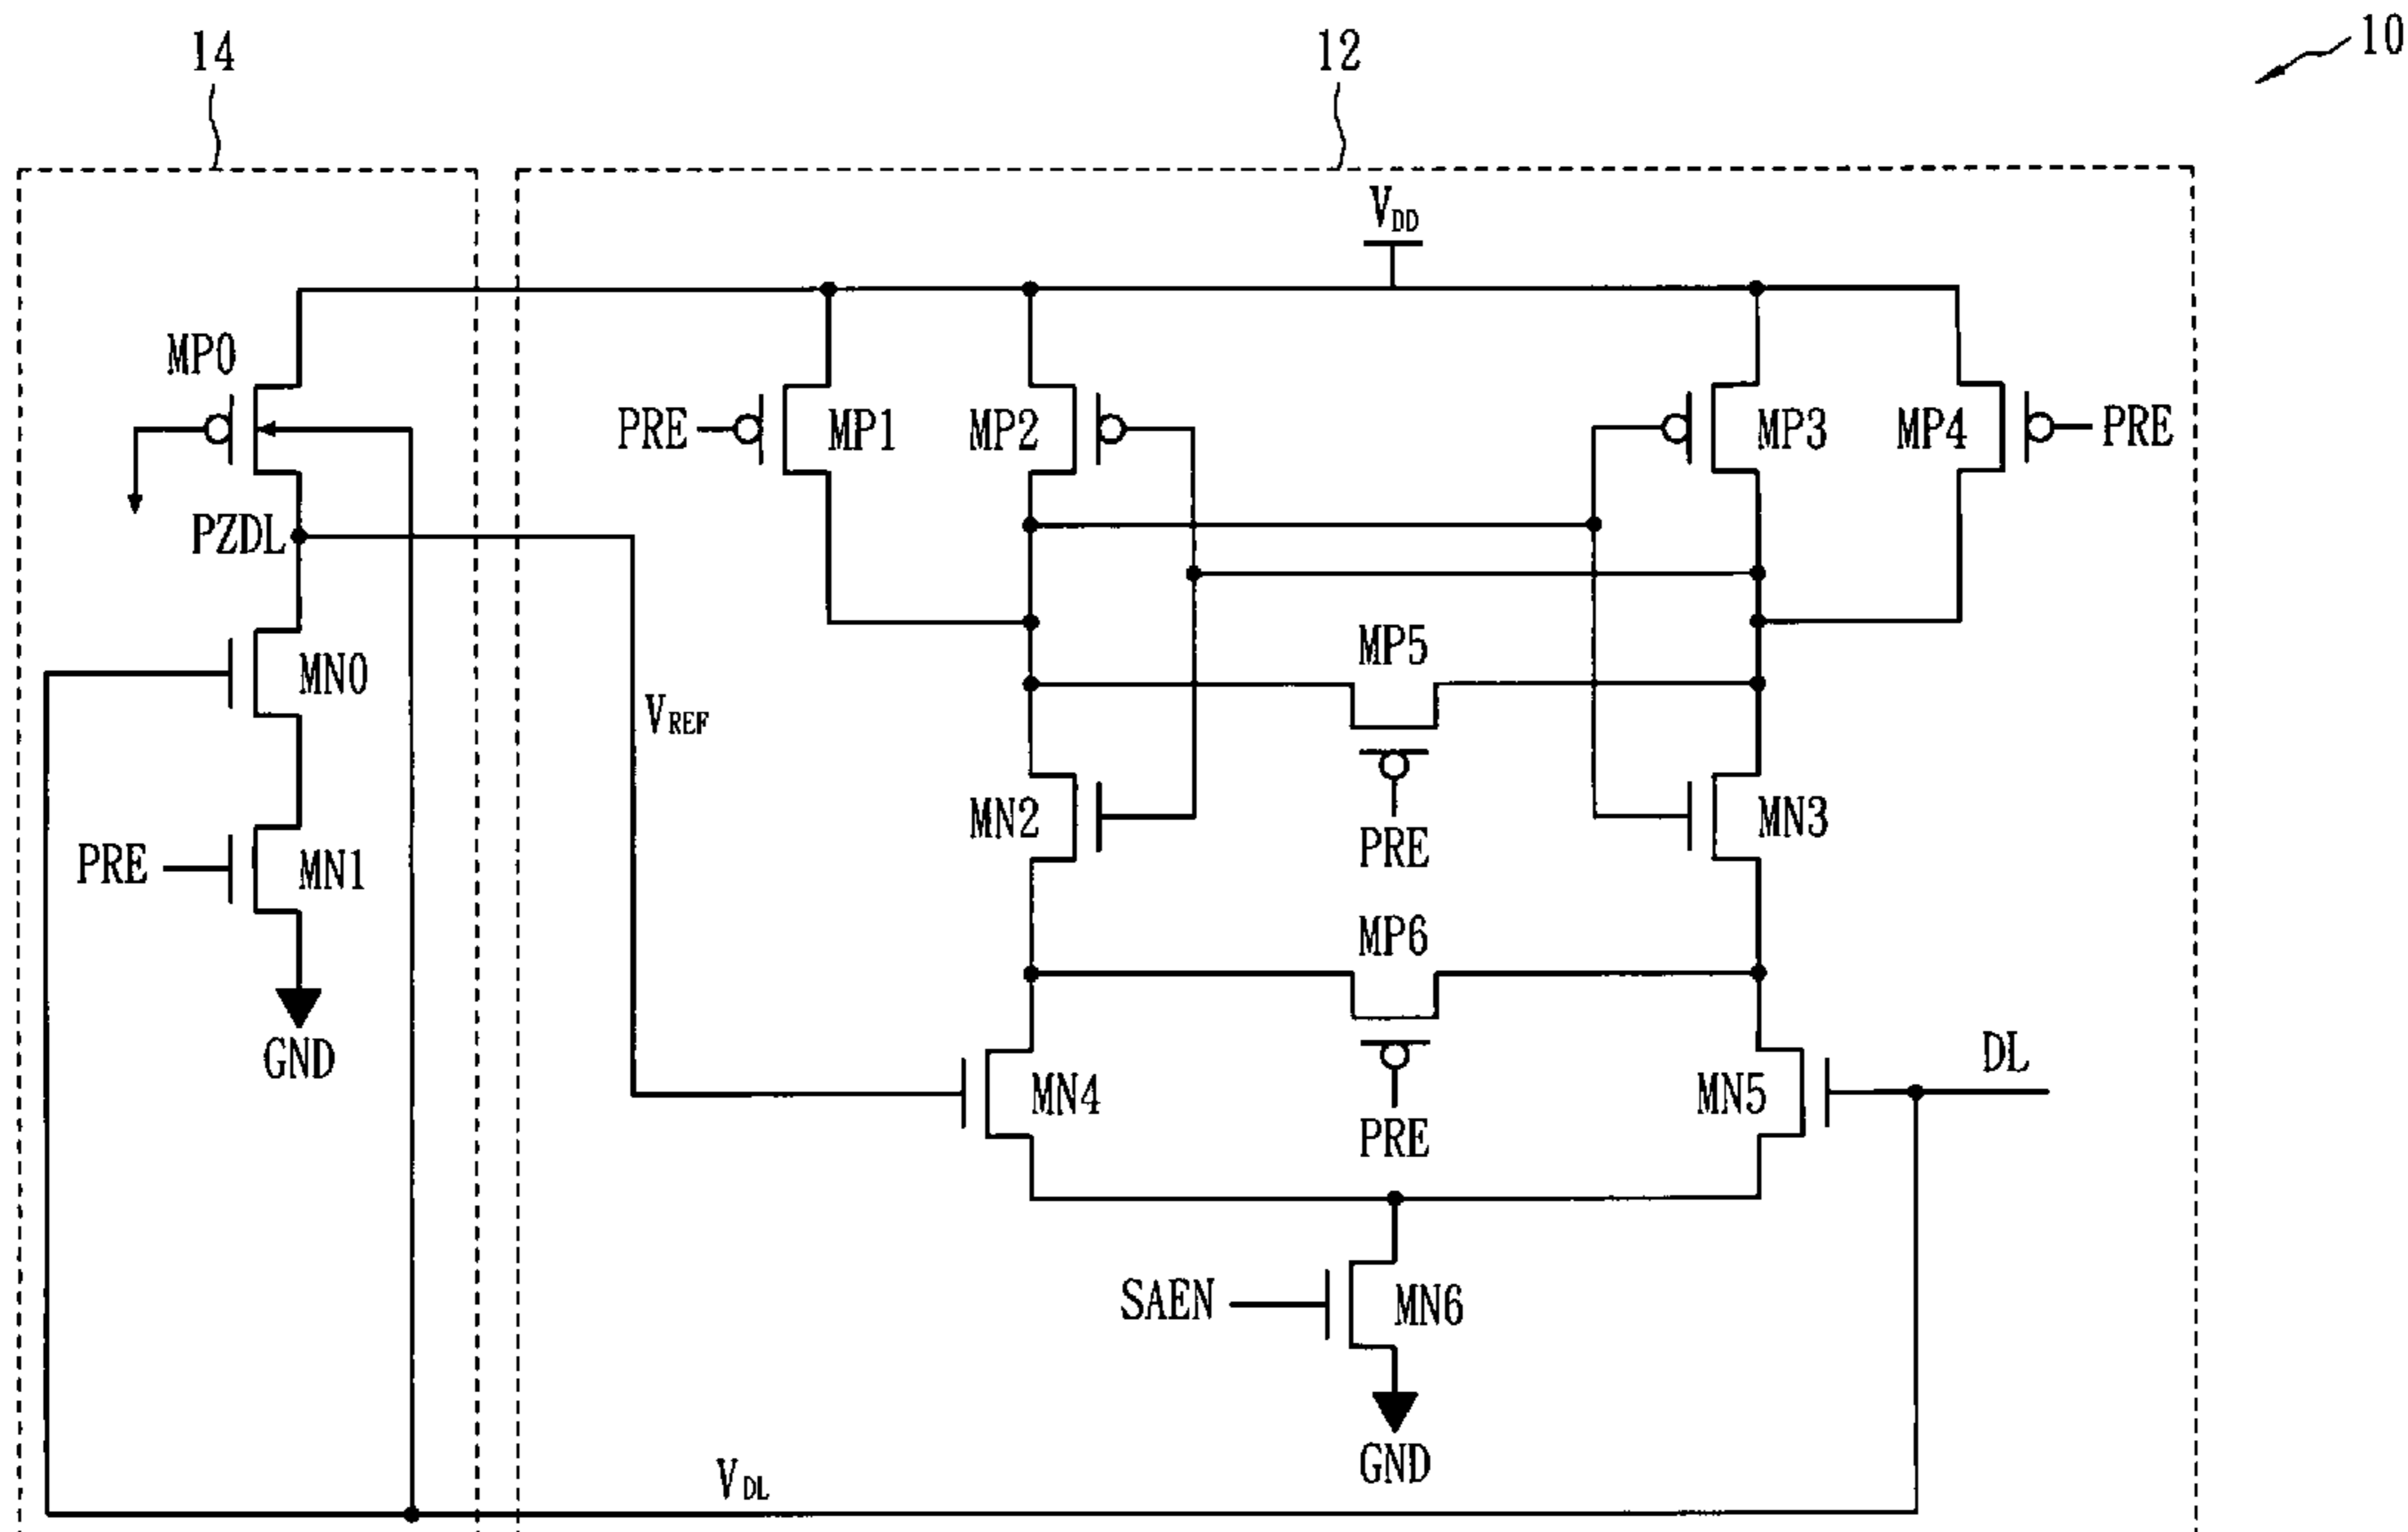 10
14
12
VDD
MP0
PRE
MP1
MP2
MP3
MP4
PRE
PZDL
MP5
MN0
VREF
PRE
MN2
MN3
PRE
MN1
MP6
GND
DL
MN4
MN5
PRE
SAEN
MN6
GND
VDL